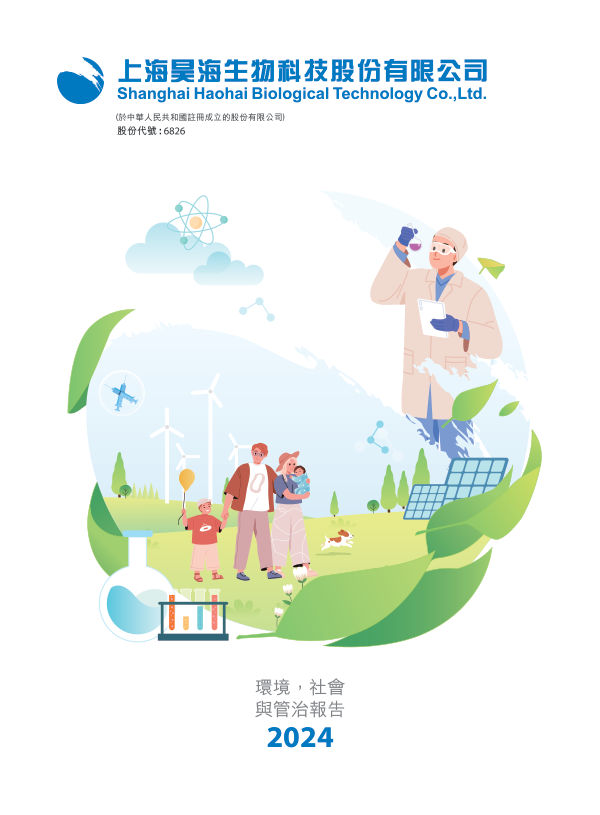 上海昊海生物科技股份有限公司
Shanghai Haohai Biological Technology Co.,Ltd.
(於中華人民共和國註冊成立的股份有限公司)
股份代號 : 6826
環境，社會
與管治報告
2024